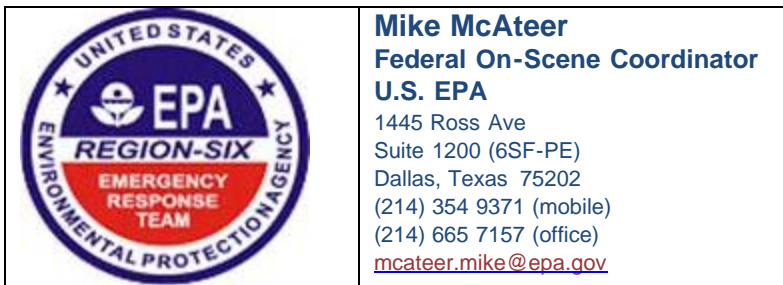 UNITED STATES
ENVIRONMENTAL PROTECTION AGENCY
EPA
REGION-SIX
EMERGENCY
RESPONSE
TEAM
Mike McAteer
Federal On-Scene Coordinator
U.S. EPA
1445 Ross Ave
Suite 1200 (6SF-PE)
Dallas, Texas 75202
(214) 354 9371 (mobile)
(214) 665 7157 (office)
mcateer.mike@epa.gov